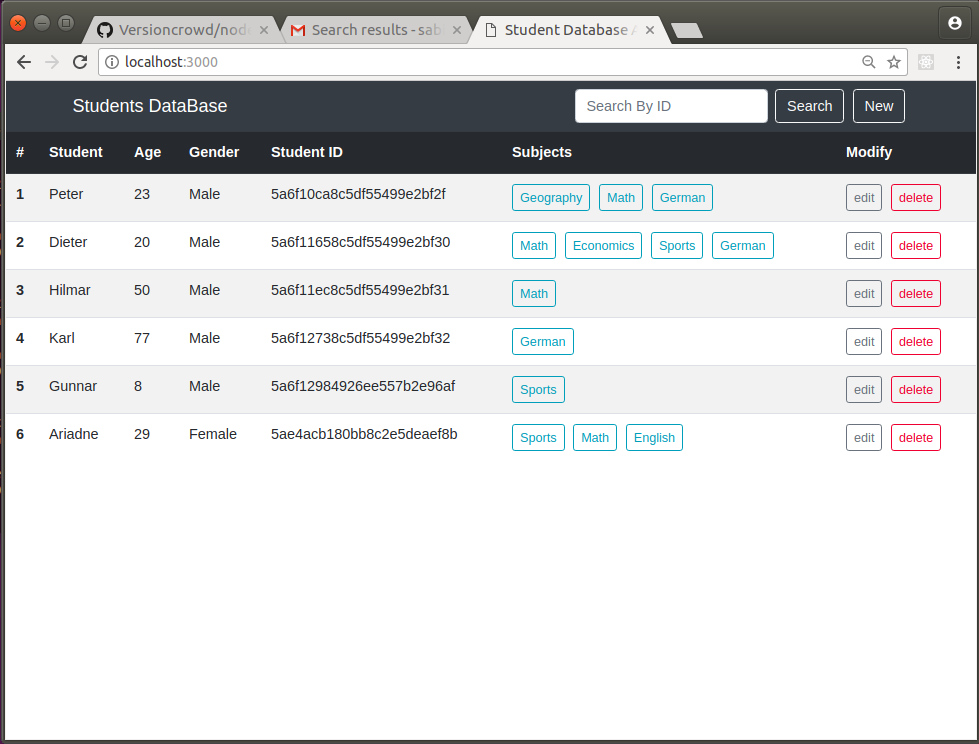 Versioncrowd/nod
Search results - sab
Student Database A
localhost:3000
Students DataBase Search By ID Search New
# Student Age Gender Student ID Subjects Modify
1 Peter 23 Male 5a6f10ca8c5df55499e2bf2f Geography Math German edit delete
2 Dieter 20 Male 5a6f11658c5df55499e2bf30 Math Economics Sports German edit delete
3 Hilmar 50 Male 5a6f11ec8c5df55499e2bf31 Math edit delete
4 Karl 77 Male 5a6f12738c5df55499e2bf32 German edit delete
5 Gunnar 8 Male 5a6f12984926ee557b2e96af Sports edit delete
6 Ariadne 29 Female 5ae4acb180bb8c2e5deaef8b Sports Math English edit delete